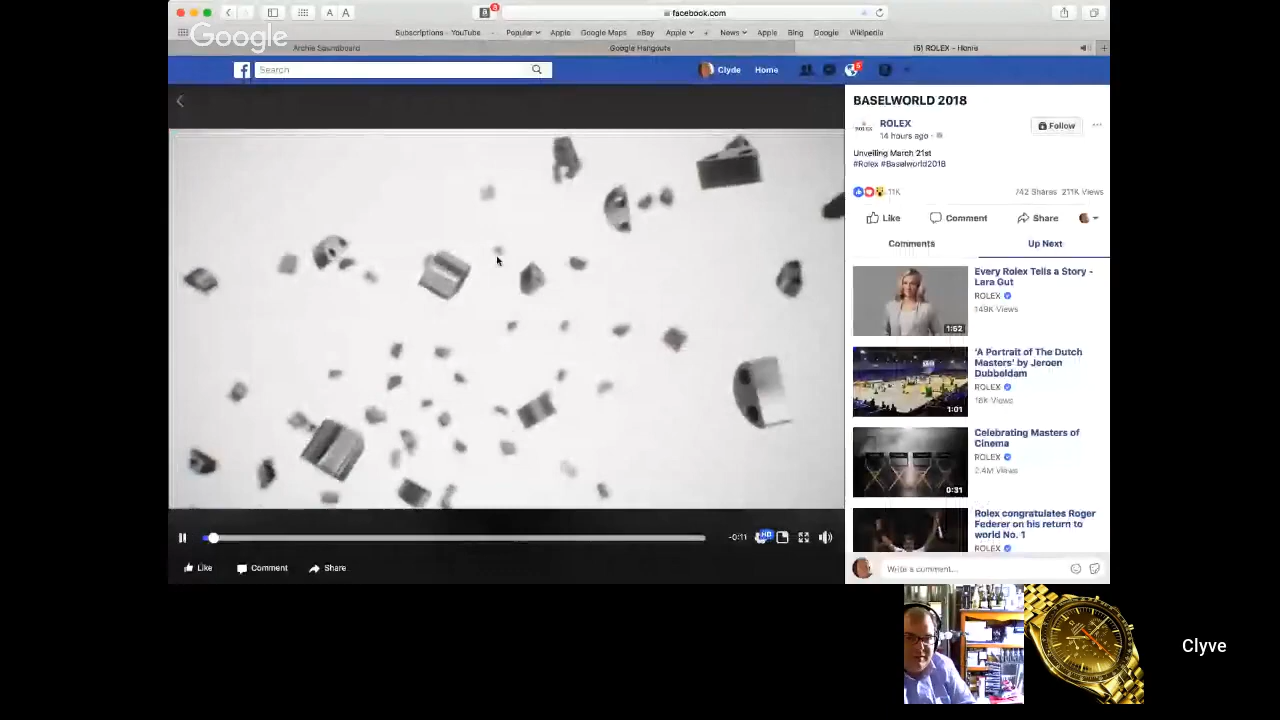 facebook.com
Google
Subscriptions - YouTube
Popular
Apple
Google Maps
eBay
Apple
News
Apple
Bing
Google
Wikipedia
Archie Soundboard
Google Hangouts
ROLEX - Home
Search
Clyde
Home
BASELWORLD 2018
ROLEX
14 hours ago
Follow
Unveiling March 21st
#Rolex #Baselworld2018
11K
742 Shares 211K Views
Like
Comment
Share
Comments
Up Next
Every Rolex Tells a Story -
Lara Gut
ROLEX
149K Views
1:52
'A Portrait of The Dutch
Masters' by Jeroen
Dubbeldam
ROLEX
1:01
Celebrating Masters of
Cinema
ROLEX
2.4M Views
0:31
Rolex congratulates Roger
Federer on his return to
world No. 1
ROLEX
-0:11
HD
Like
Comment
Share
Write a comment...
Clyve